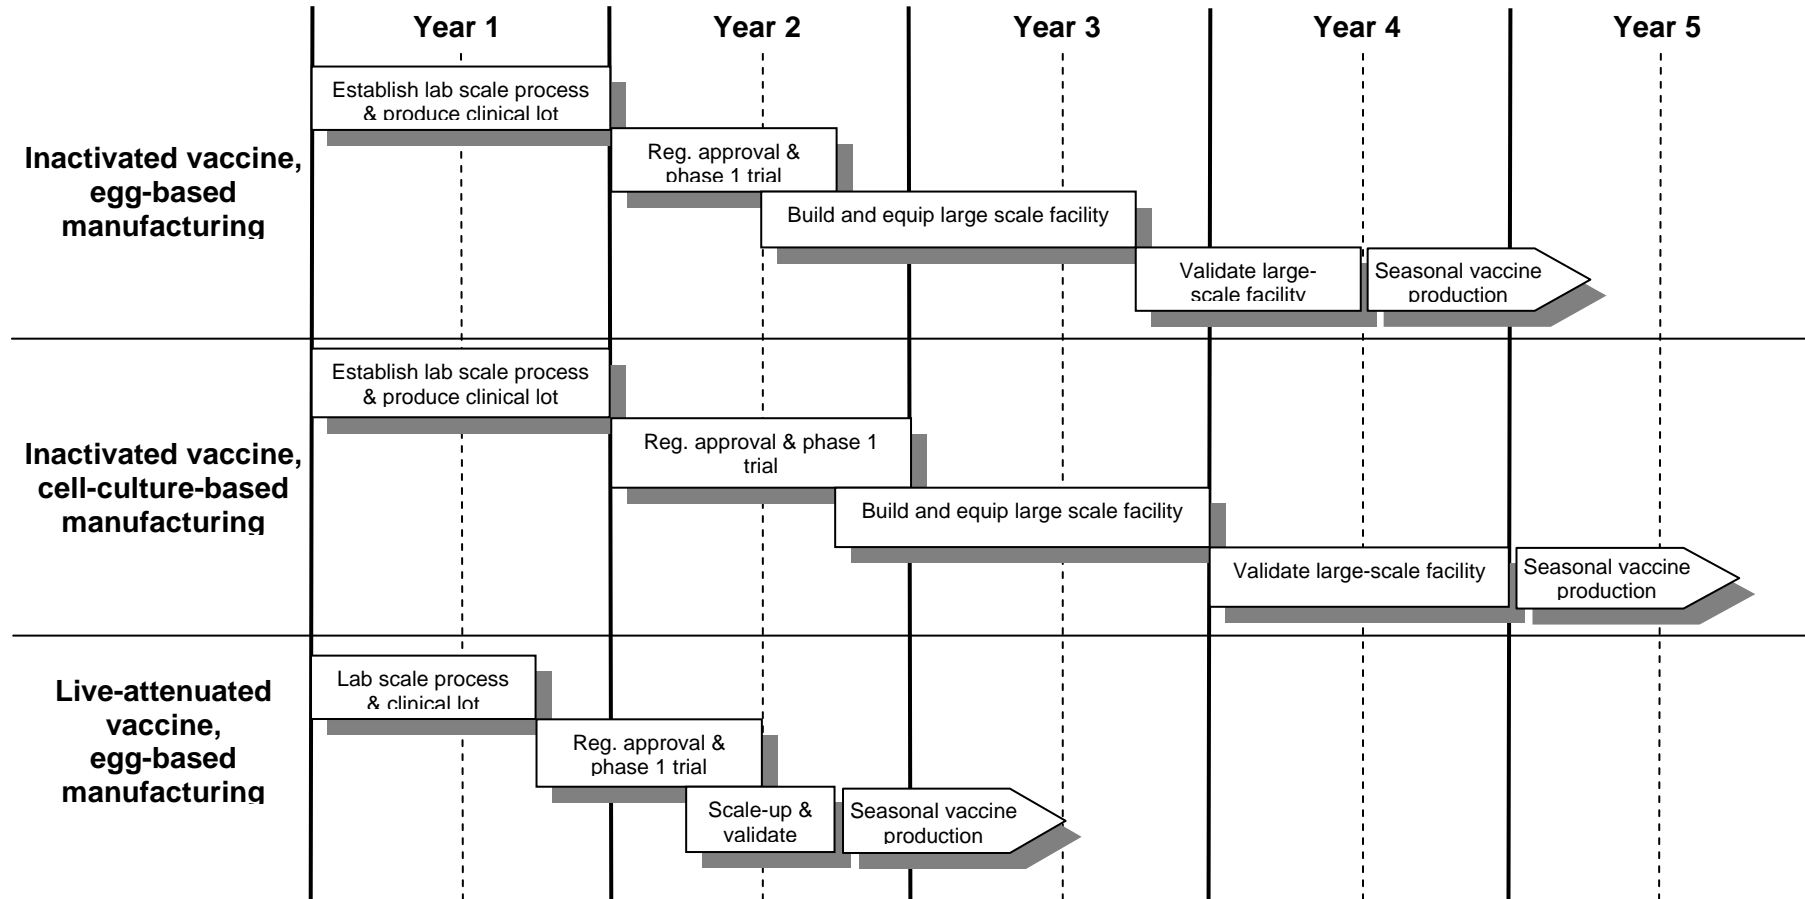 Year 1
Year 2
Year 3
Year 4
Year 5
Inactivated vaccine,
egg-based
manufacturing
Establish lab scale process
& produce clinical lot
Reg. approval &
phase 1 trial
Build and equip large scale facility
Validate large-
scale facility
Seasonal vaccine
production
Inactivated vaccine,
cell-culture-based
manufacturing
Establish lab scale process
& produce clinical lot
Reg. approval & phase 1
trial
Build and equip large scale facility
Validate large-scale facility
Seasonal vaccine
production
Live-attenuated
vaccine,
egg-based
manufacturing
Lab scale process
& clinical lot
Reg. approval &
phase 1 trial
Scale-up &
validate
Seasonal vaccine
production